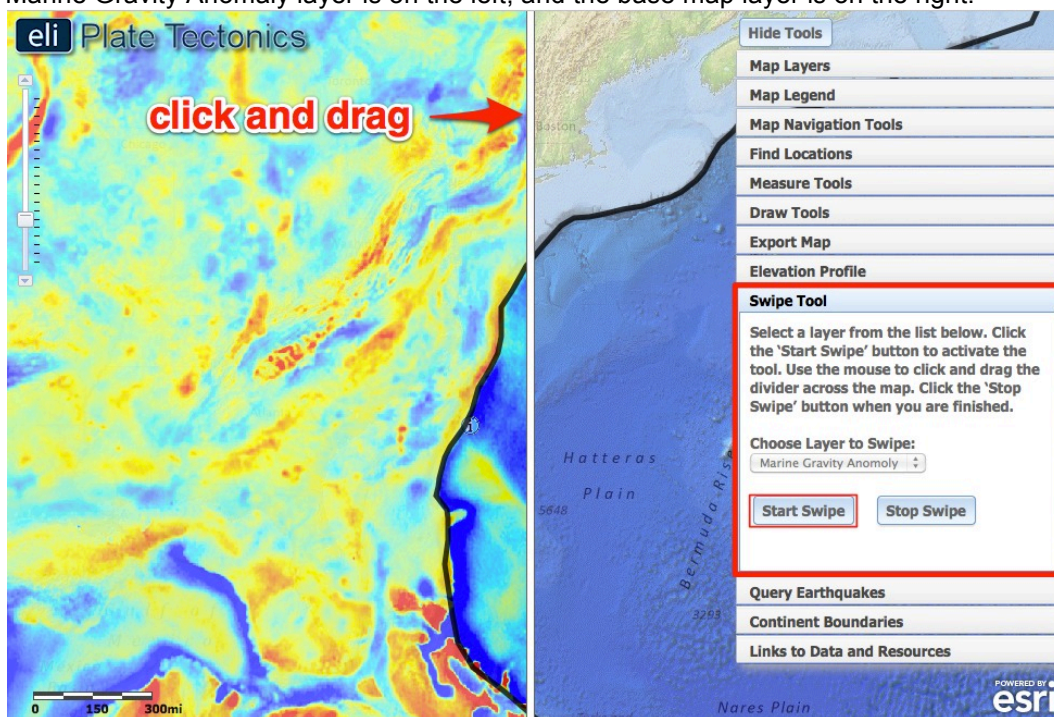 Marine Gravity Anomaly layer is on the left, and the base map layer is on the right.
eli Plate Tectonics
click and drag
Chicago
Boston
Hatteras
Plain
5648
Bermuda Rise
3293
Nares Plain
0 150 300mi
Hide Tools
Map Layers
Map Legend
Map Navigation Tools
Find Locations
Measure Tools
Draw Tools
Export Map
Elevation Profile
Swipe Tool
Select a layer from the list below. Click
the 'Start Swipe' button to activate the
tool. Use the mouse to click and drag the
divider across the map. Click the 'Stop
Swipe' button when you are finished.
Choose Layer to Swipe:
Marine Gravity Anomoly
Start Swipe Stop Swipe
Query Earthquakes
Continent Boundaries
Links to Data and Resources
POWERED BY
esri